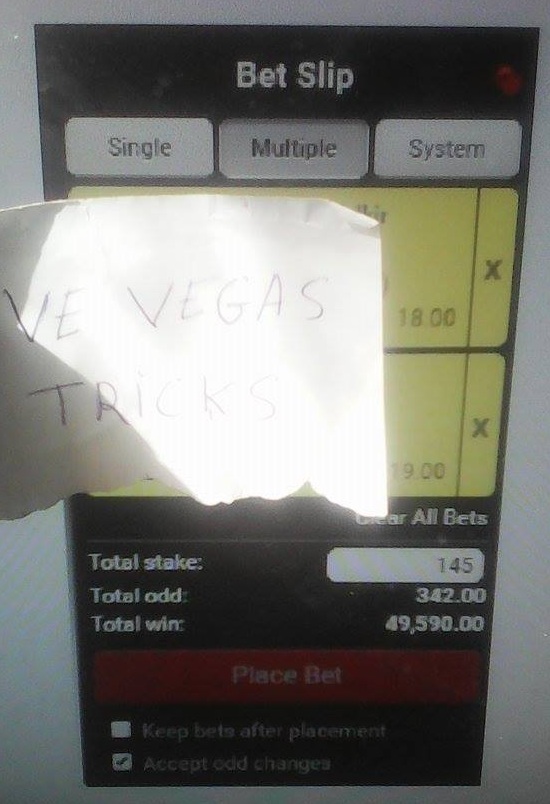 Bet Slip
Single Multiple System
X
18.00
VE VEGAS
TRICKS
X
19.00
Clear All Bets
Total stake: 145
Total odd: 342.00
Total win: 49,590.00
Place Bet
Keep bets after placement
Accept odd changes